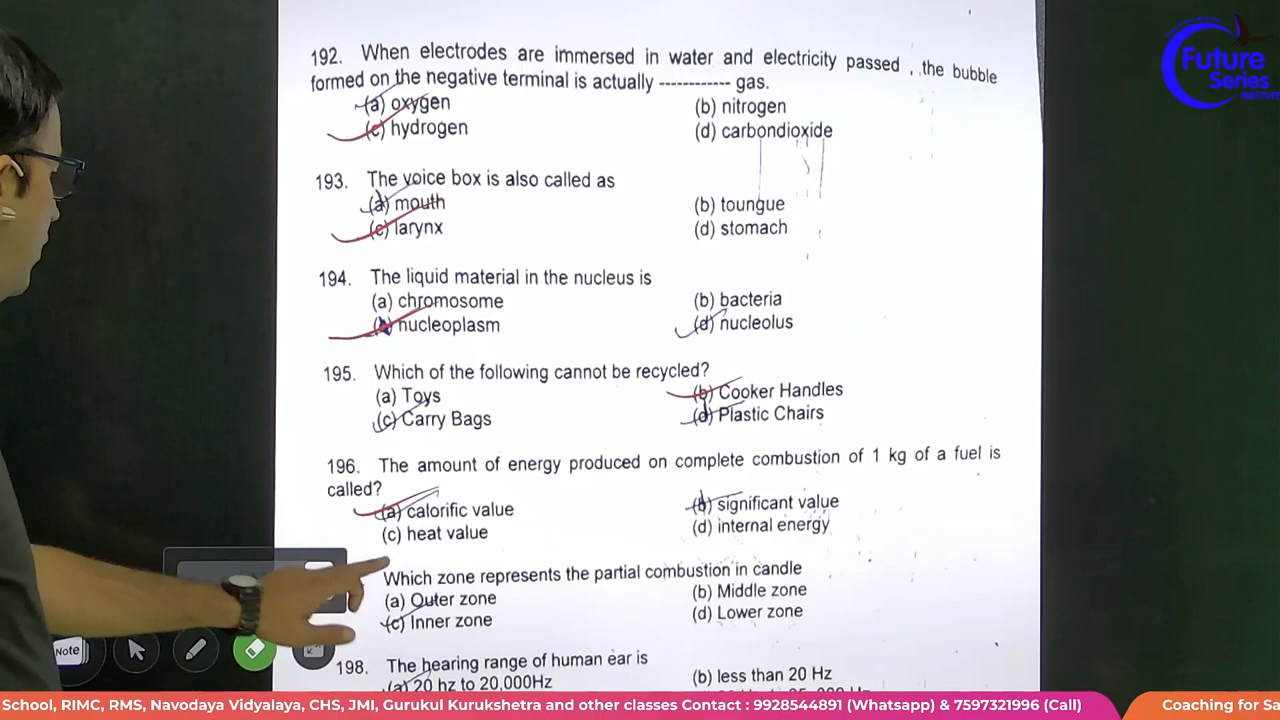 192. When electrodes are immersed in water and electricity passed , the bubble
formed on the negative terminal is actually ------------ gas.
(a) oxygen (b) nitrogen
(c) hydrogen (d) carbondioxide
193. The voice box is also called as
(a) mouth (b) toungue
(c) larynx (d) stomach
194. The liquid material in the nucleus is
(a) chromosome (b) bacteria
nucleoplasm (d) nucleolus
195. Which of the following cannot be recycled?
(a) Toys (b) Cooker Handles
(c) Carry Bags (d) Plastic Chairs
196. The amount of energy produced on complete combustion of 1 kg of a fuel is
called?
(a) calorific value (b) significant value
(c) heat value (d) internal energy
Which zone represents the partial combustion in candle
(a) Outer zone (b) Middle zone
(c) Inner zone (d) Lower zone
198. The hearing range of human ear is
(a) 20 hz to 20,000Hz (b) less than 20 Hz
Future
Series
Note
School, RIMC, RMS, Navodaya Vidyalaya, CHS, JMI, Gurukul Kurukshetra and other classes Contact : 9928544891 (Whatsapp) & 7597321996 (Call)
Coaching for Sa